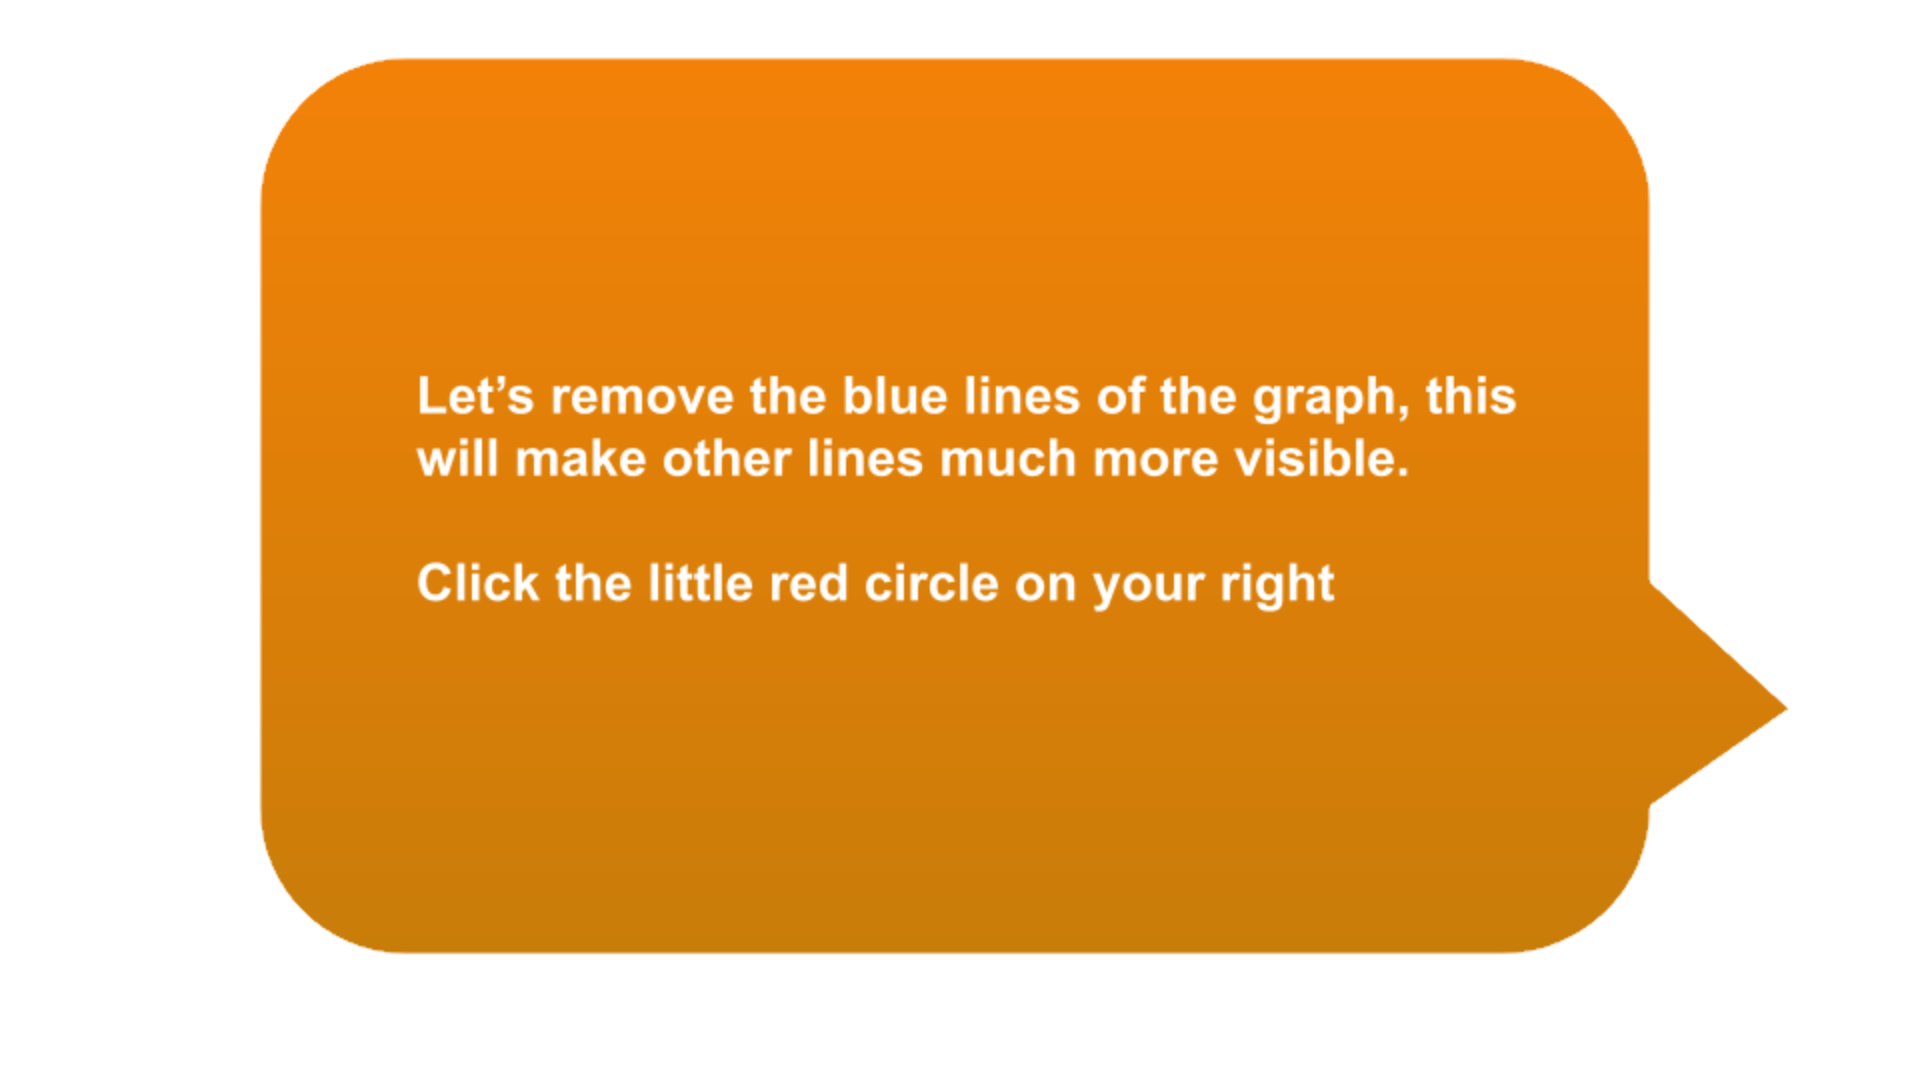 Let’s remove the blue lines of the graph, this
will make other lines much more visible.
Click the little red circle on your right